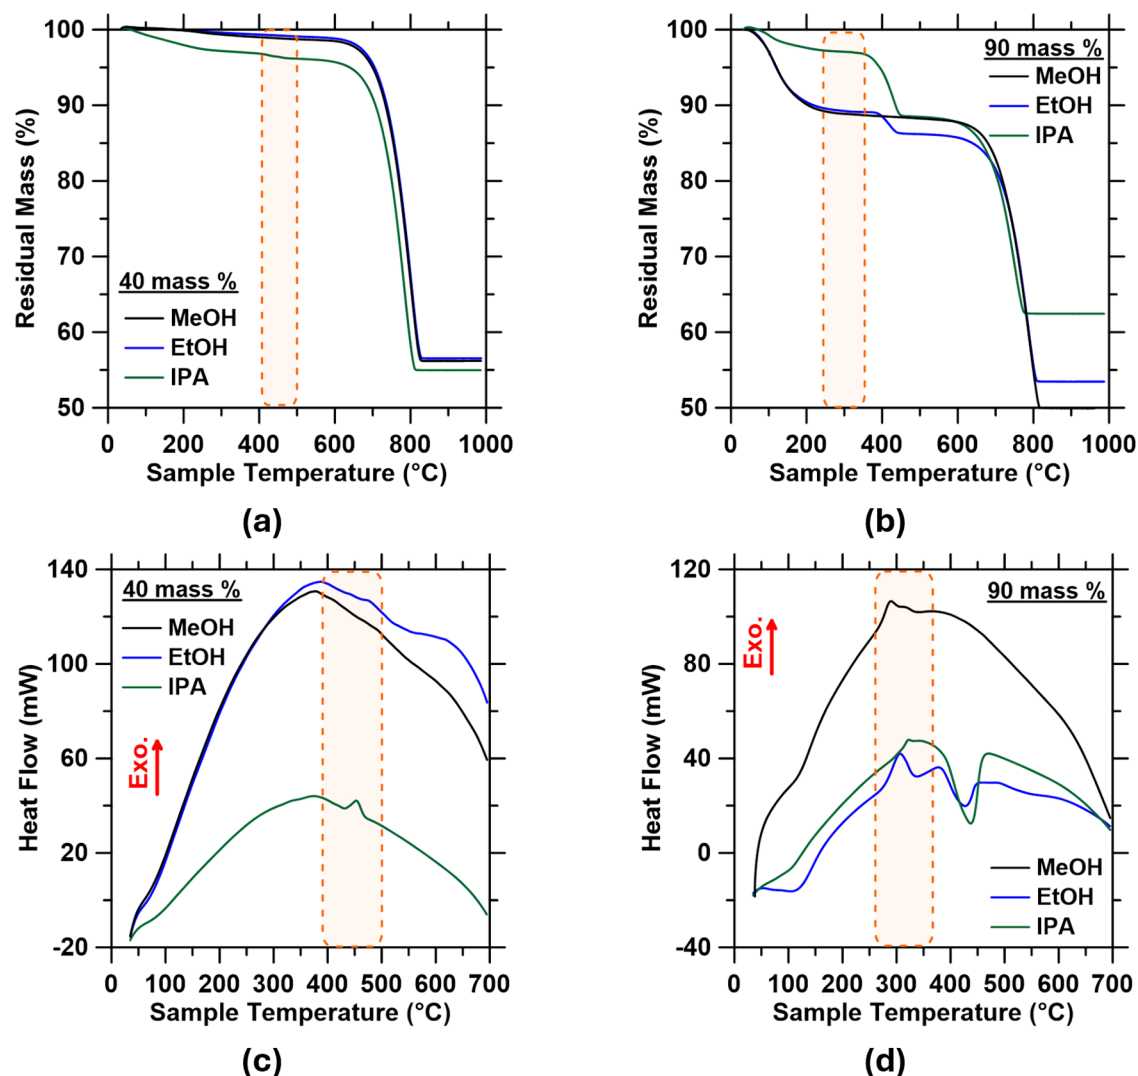 100
90
80
70
60
50
Residual Mass (%)
40 mass %
MeOH
EtOH
IPA
0 200 400 600 800 1000
Sample Temperature (°C)
(a)
100
90
80
70
60
50
Residual Mass (%)
90 mass %
MeOH
EtOH
IPA
0 200 400 600 800 1000
Sample Temperature (°C)
(b)
140
100
60
20
-20
Heat Flow (mW)
40 mass %
MeOH
EtOH
IPA
Exo.
0 100 200 300 400 500 600 700
Sample Temperature (°C)
(c)
120
80
40
0
-40
Heat Flow (mW)
90 mass %
Exo.
MeOH
EtOH
IPA
0 100 200 300 400 500 600 700
Sample Temperature (°C)
(d)